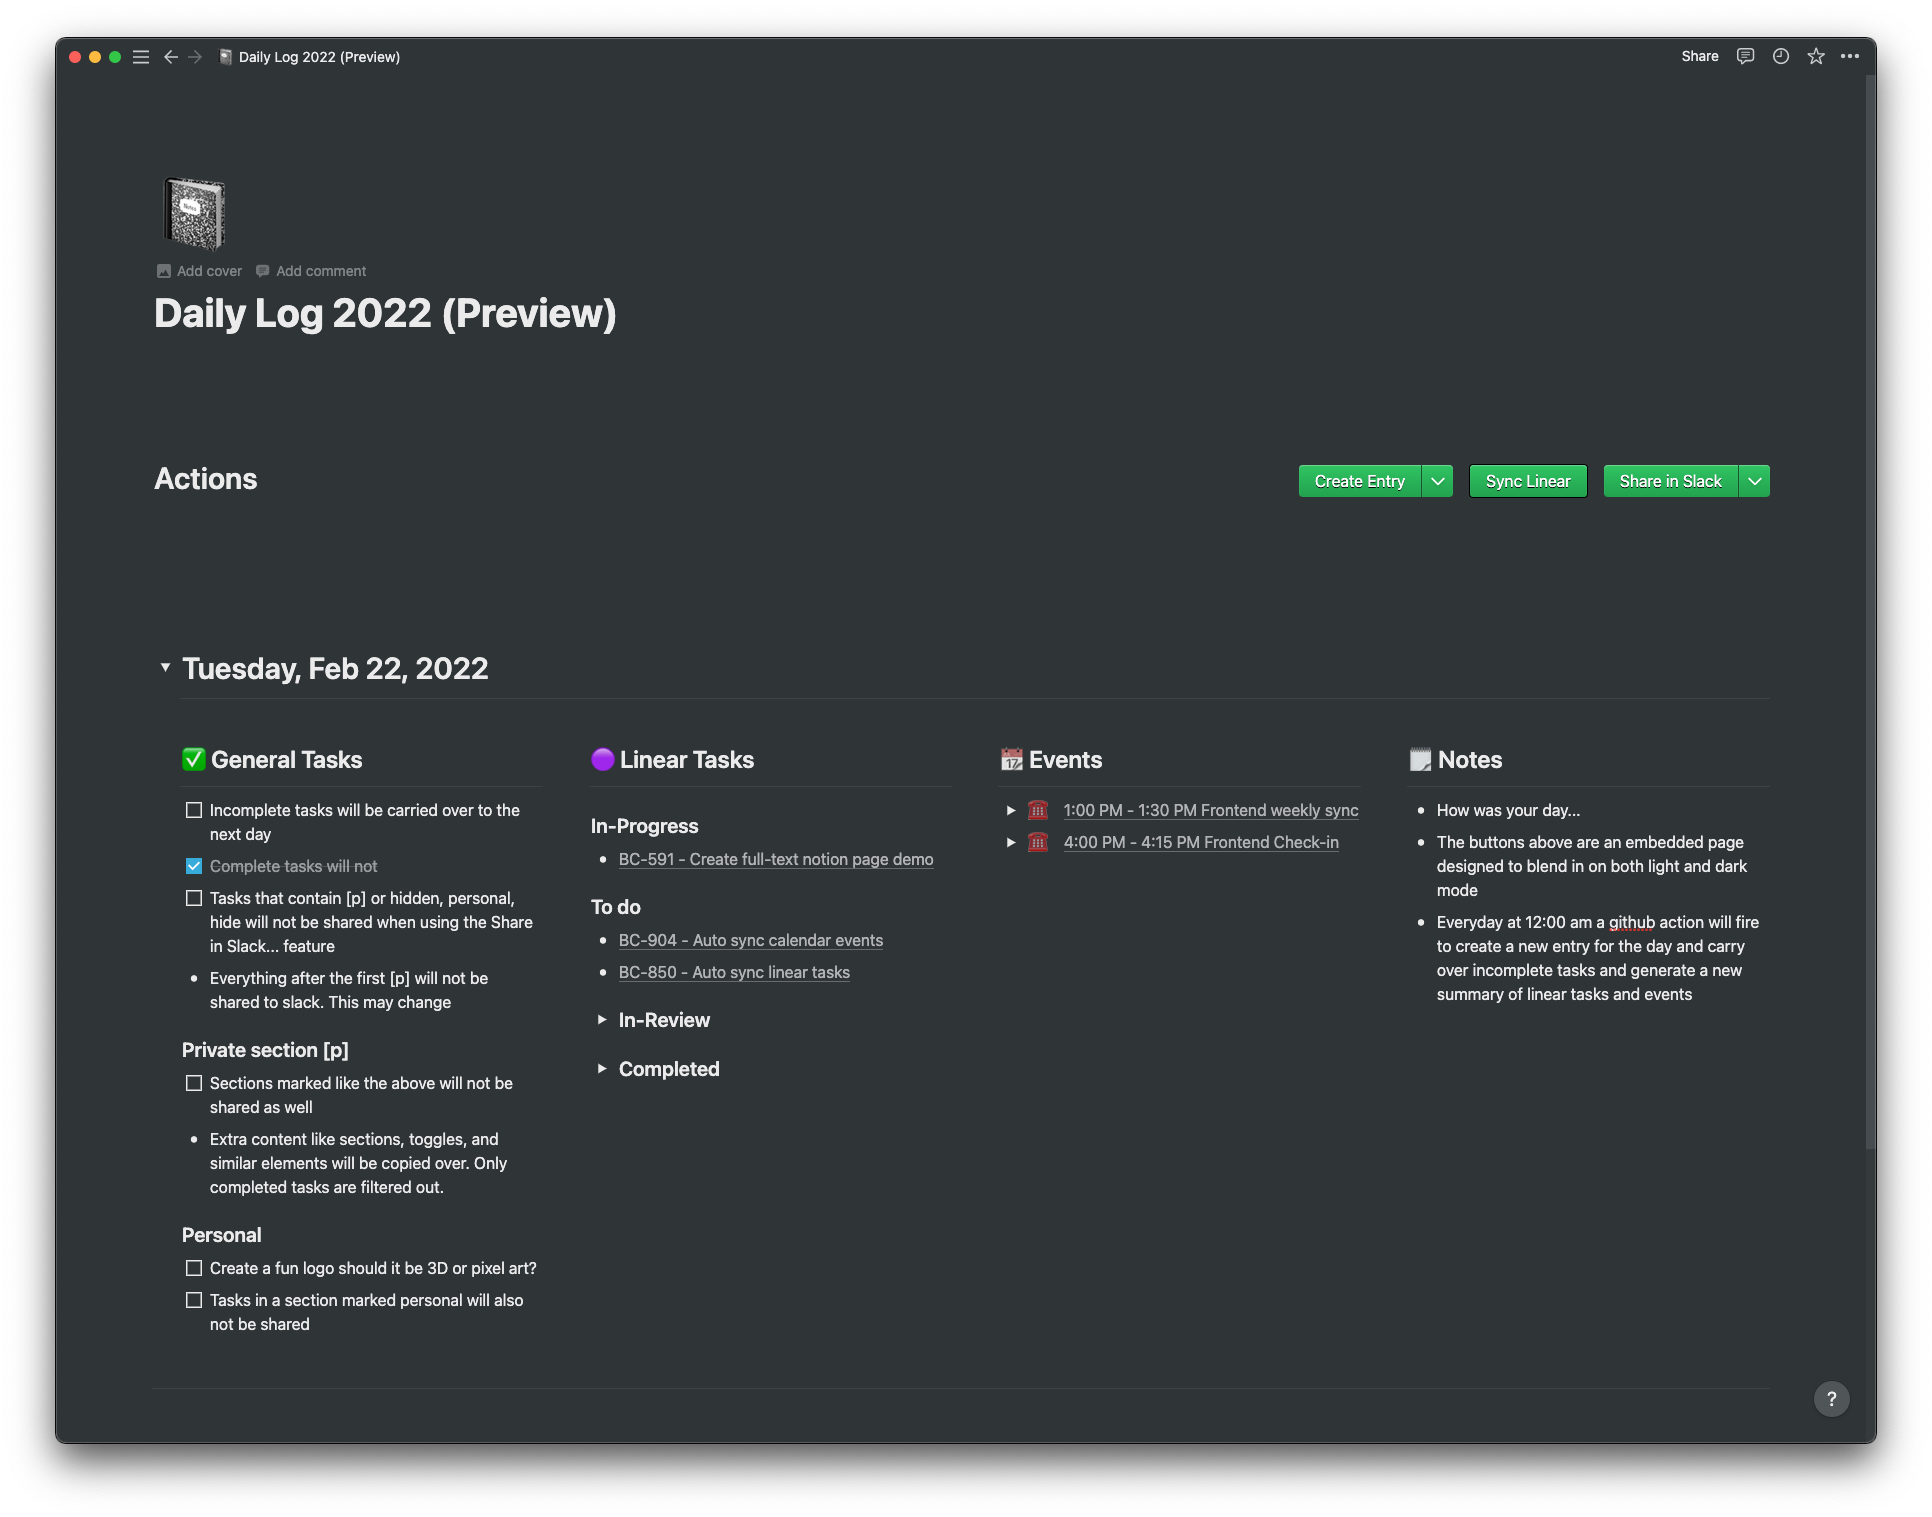 Daily Log 2022 (Preview)
Share
Notes
Add cover
Add comment
Daily Log 2022 (Preview)
Actions
Create Entry
Sync Linear
Share in Slack
Tuesday, Feb 22, 2022
General Tasks
Incomplete tasks will be carried over to the
next day
Complete tasks will not
Tasks that contain [p] or hidden, personal,
hide will not be shared when using the Share
in Slack... feature
Everything after the first [p] will not be
shared to slack. This may change
Private section [p]
Sections marked like the above will not be
shared as well
Extra content like sections, toggles, and
similar elements will be copied over. Only
completed tasks are filtered out.
Personal
Create a fun logo should it be 3D or pixel art?
Tasks in a section marked personal will also
not be shared
Linear Tasks
In-Progress
BC-591 - Create full-text notion page demo
To do
BC-904 - Auto sync calendar events
BC-850 - Auto sync linear tasks
In-Review
Completed
17
Events
1:00 PM - 1:30 PM Frontend weekly sync
4:00 PM - 4:15 PM Frontend Check-in
Notes
How was your day...
The buttons above are an embedded page
designed to blend in on both light and dark
mode
Everyday at 12:00 am a github action will fire
to create a new entry for the day and carry
over incomplete tasks and generate a new
summary of linear tasks and events
?